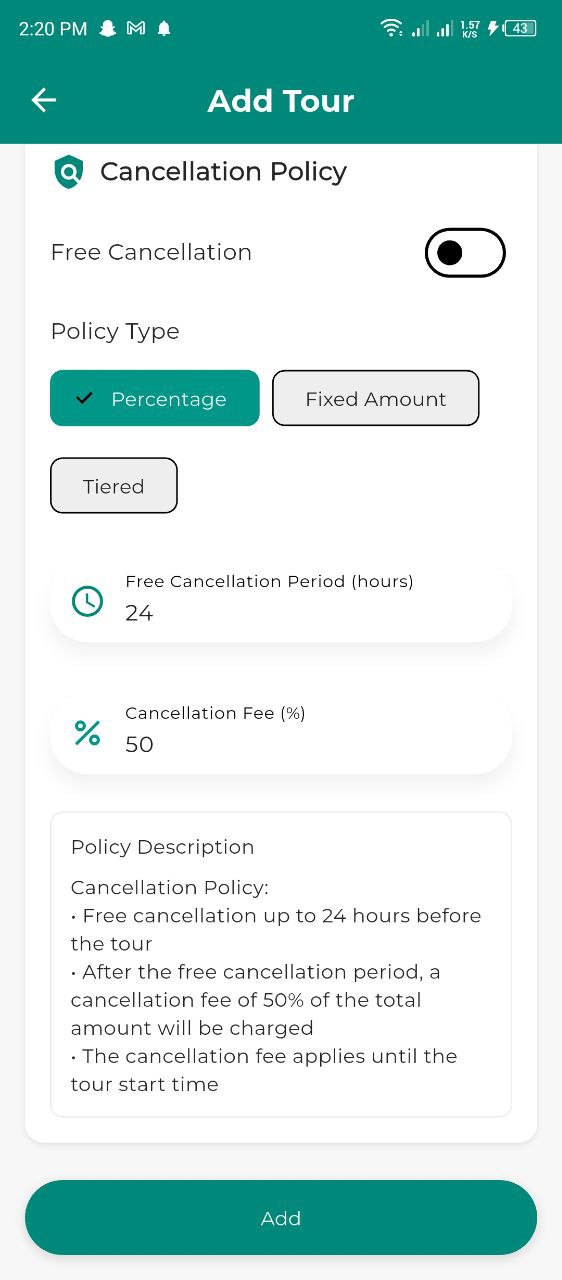 2:20 PM
1.57
K/S
43
Add Tour
Cancellation Policy
Free Cancellation
Policy Type
Percentage
Fixed Amount
Tiered
Free Cancellation Period (hours)
24
Cancellation Fee (%)
50
Policy Description
Cancellation Policy:
• Free cancellation up to 24 hours before
the tour
• After the free cancellation period, a
cancellation fee of 50% of the total
amount will be charged
• The cancellation fee applies until the
tour start time
Add